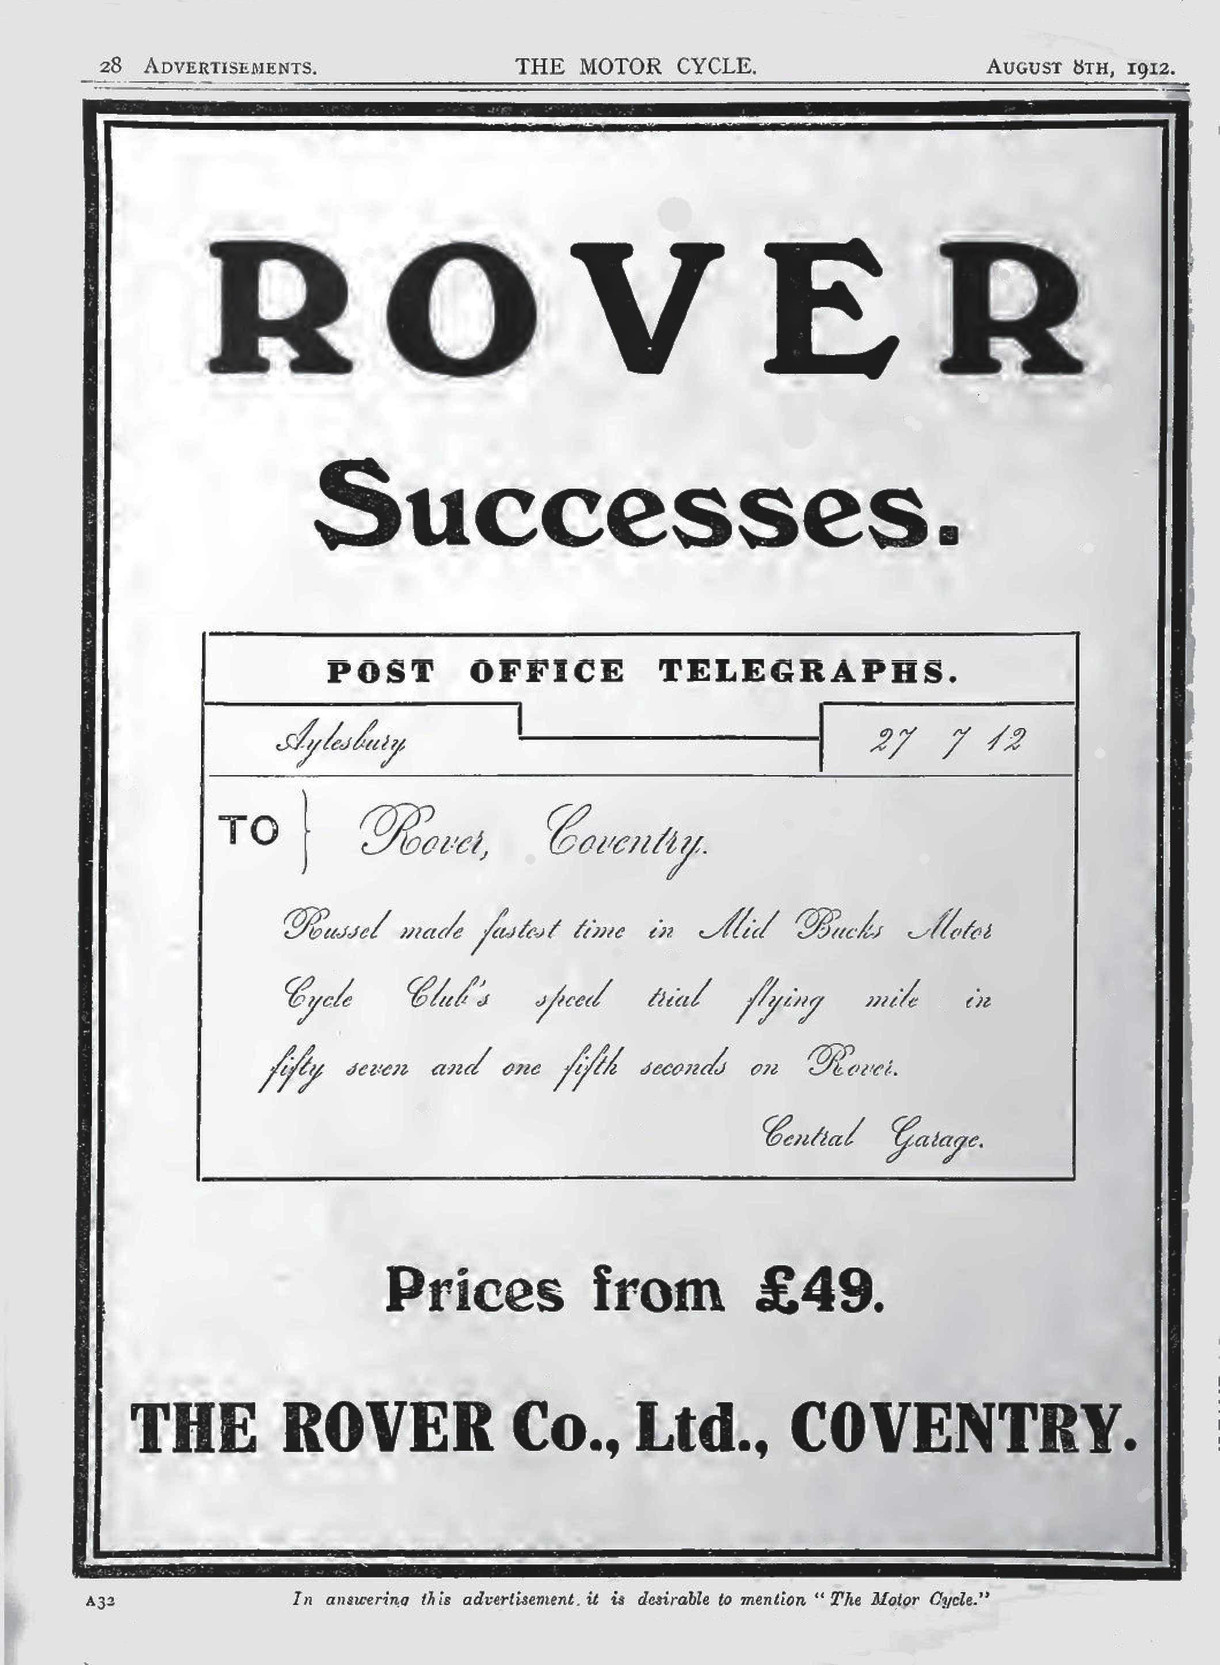 28 ADVERTISEMENTS. THE MOTOR CYCLE. AUGUST 8TH, 1912.
ROVER
Successes.
POST OFFICE TELEGRAPHS.
Aylesbury 27 7 12
TO } Rover, Coventry.
Russel made fastest time in Mid Bucks Motor
Cycle Club's speed trial flying mile in
fifty seven and one fifth seconds on Rover.
Central Garage.
Prices from £49.
THE ROVER Co., Ltd., COVENTRY.
A32 In answering this advertisement, it is desirable to mention “The Motor Cycle.”